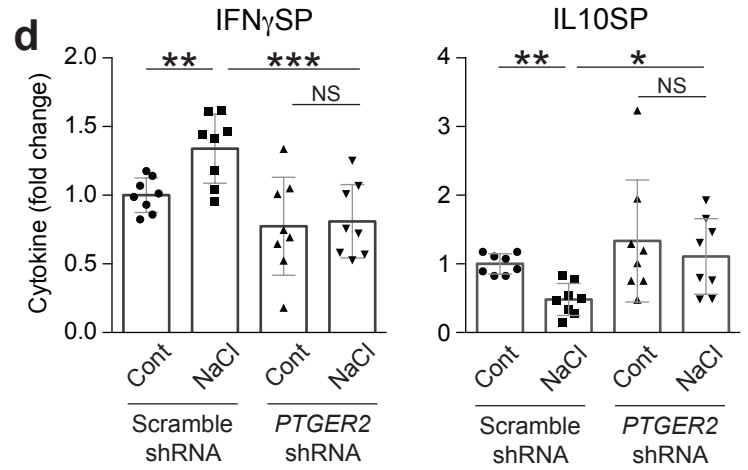 d
IFNγSP
Cytokine (fold change)
2.0
1.5
1.0
0.5
0.0
**
***
NS
Cont
NaCl
Cont
NaCl
Scramble
shRNA
PTGER2
shRNA
IL10SP
4
3
2
1
0
**
*
NS
Cont
NaCl
Cont
NaCl
Scramble
shRNA
PTGER2
shRNA